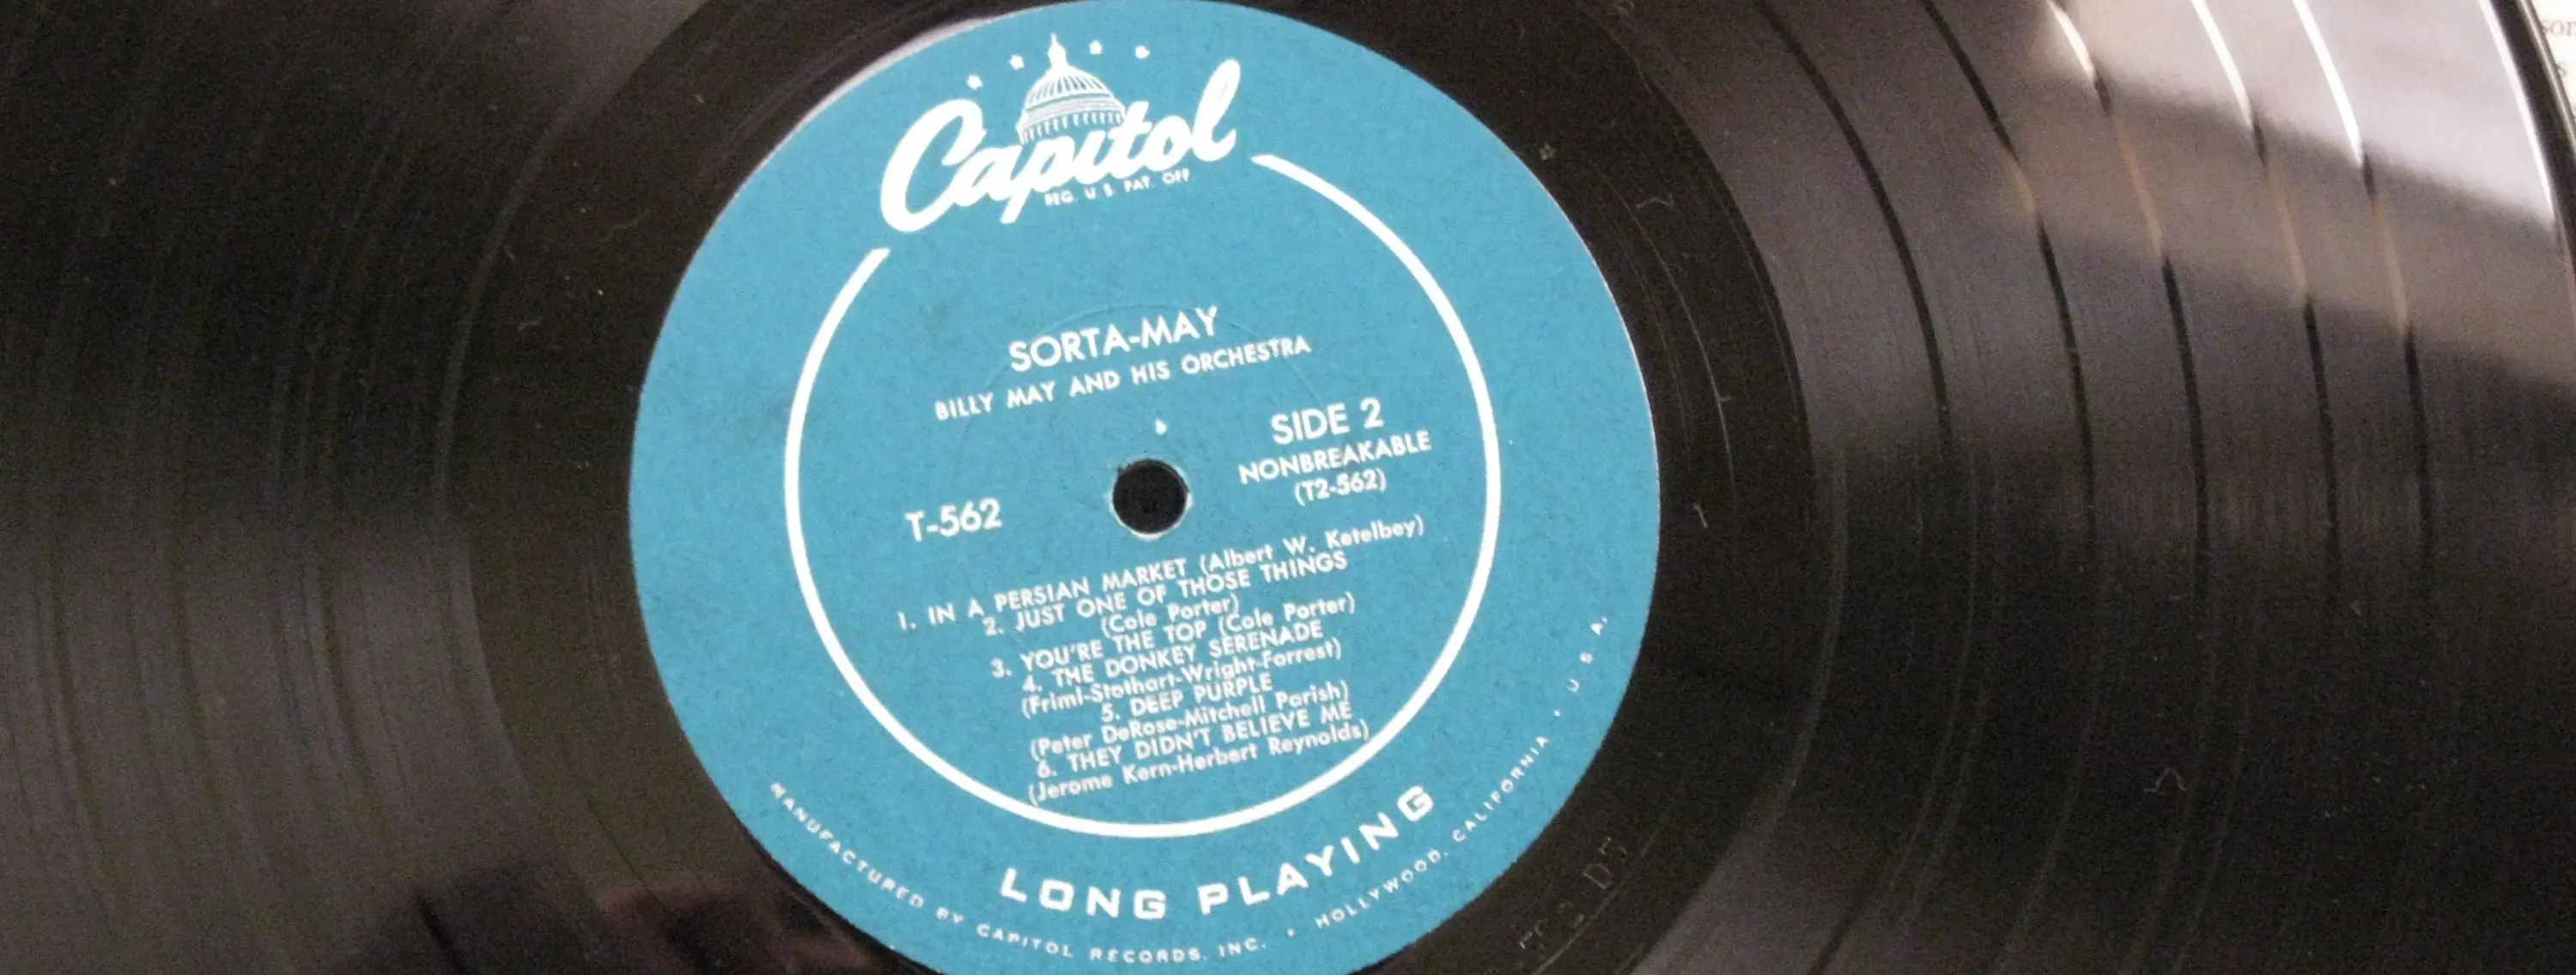 Capitol
REG. U.S. PAT. OFF.
SORTA-MAY
BILLY MAY AND HIS ORCHESTRA
SIDE 2
NONBREAKABLE
(T2-562)
T-562
1. IN A PERSIAN MARKET (Albert W. Ketelbey)
2. JUST ONE OF THOSE THINGS
(Cole Porter)
3. YOU'RE THE TOP (Cole Porter)
4. THE DONKEY SERENADE
(Friml-Stothart-Wright-Forrest)
5. DEEP PURPLE
(Peter DeRose-Mitchell Parish)
6. THEY DIDN'T BELIEVE ME
(Jerome Kern-Herbert Reynolds)
LONG PLAYING
MANUFACTURED BY CAPITOL RECORDS, INC. • HOLLYWOOD, CALIFORNIA • U.S.A.